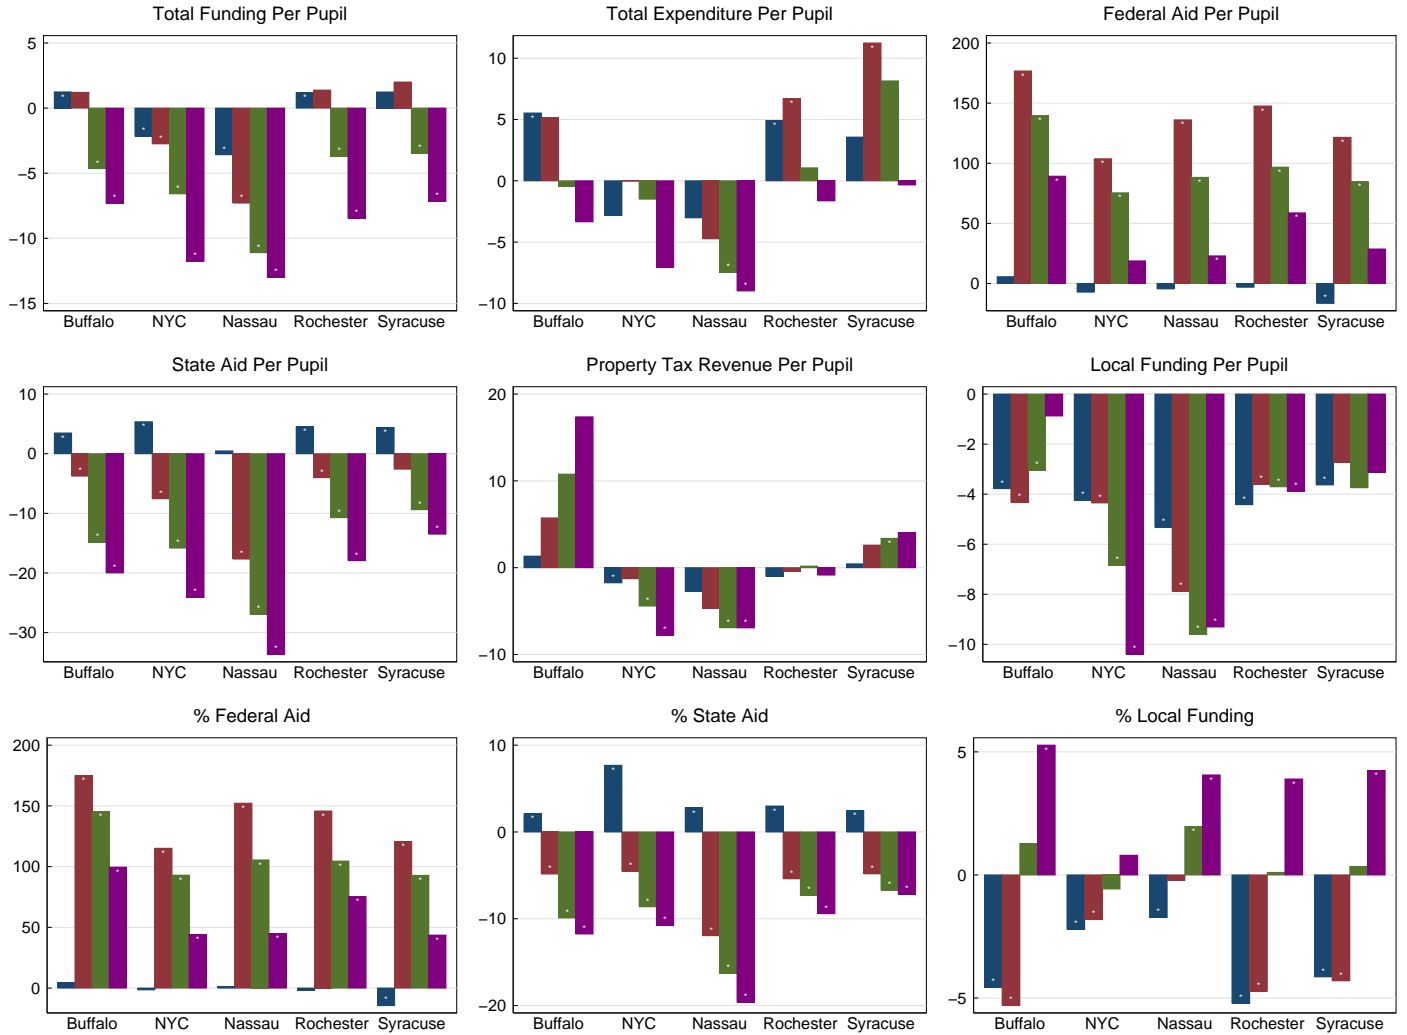 Total Funding Per Pupil
5
0
−5
−10
−15
Buffalo NYC Nassau Rochester Syracuse
Total Expenditure Per Pupil
10
5
0
−5
−10
Buffalo NYC Nassau Rochester Syracuse
Federal Aid Per Pupil
200
150
100
50
0
Buffalo NYC Nassau Rochester Syracuse
State Aid Per Pupil
10
0
−10
−20
−30
Buffalo NYC Nassau Rochester Syracuse
Property Tax Revenue Per Pupil
20
10
0
−10
Buffalo NYC Nassau Rochester Syracuse
Local Funding Per Pupil
0
−2
−4
−6
−8
−10
Buffalo NYC Nassau Rochester Syracuse
% Federal Aid
200
150
100
50
0
Buffalo NYC Nassau Rochester Syracuse
% State Aid
10
0
−10
−20
Buffalo NYC Nassau Rochester Syracuse
% Local Funding
5
0
−5
Buffalo NYC Nassau Rochester Syracuse